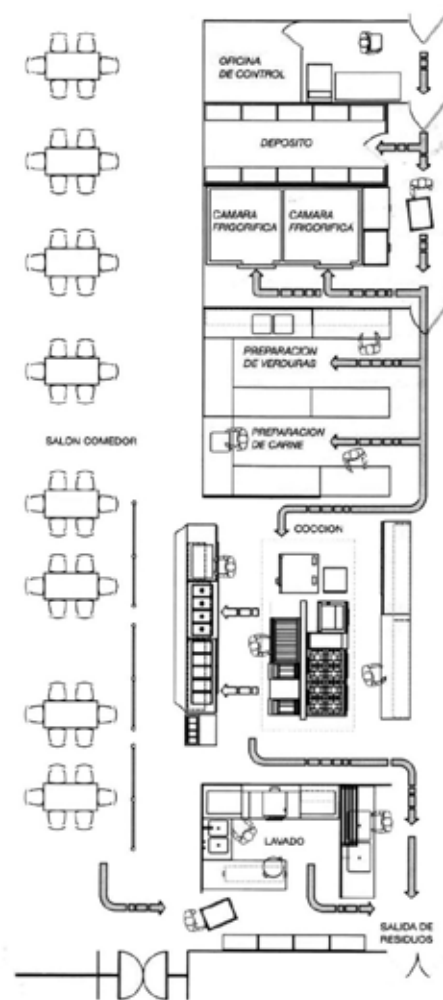 OFICINA
DE CONTROL
DEPOSITO
CAMARA
FRIGORIFICA
CAMARA
FRIGORIFICA
PREPARACION
DE VERDURAS
SALON COMEDOR
PREPARACION
DE CARNE
COCCION
LAVADO
SALIDA DE
RESIDUOS